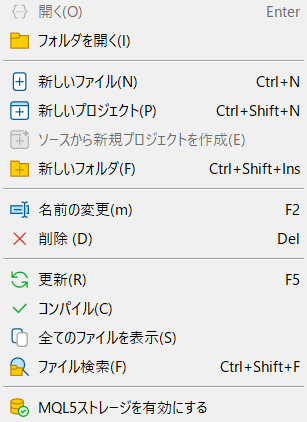 開く(O) Enter
フォルダを開く(I)
新しいファイル(N) Ctrl+N
新しいプロジェクト(P) Ctrl+Shift+N
ソースから新規プロジェクトを作成(E)
新しいフォルダ(F) Ctrl+Shift+Ins
名前の変更(m) F2
削除 (D) Del
更新(R) F5
コンパイル(C)
全てのファイルを表示(S)
ファイル検索(F) Ctrl+Shift+F
MQL5ストレージを有効にする